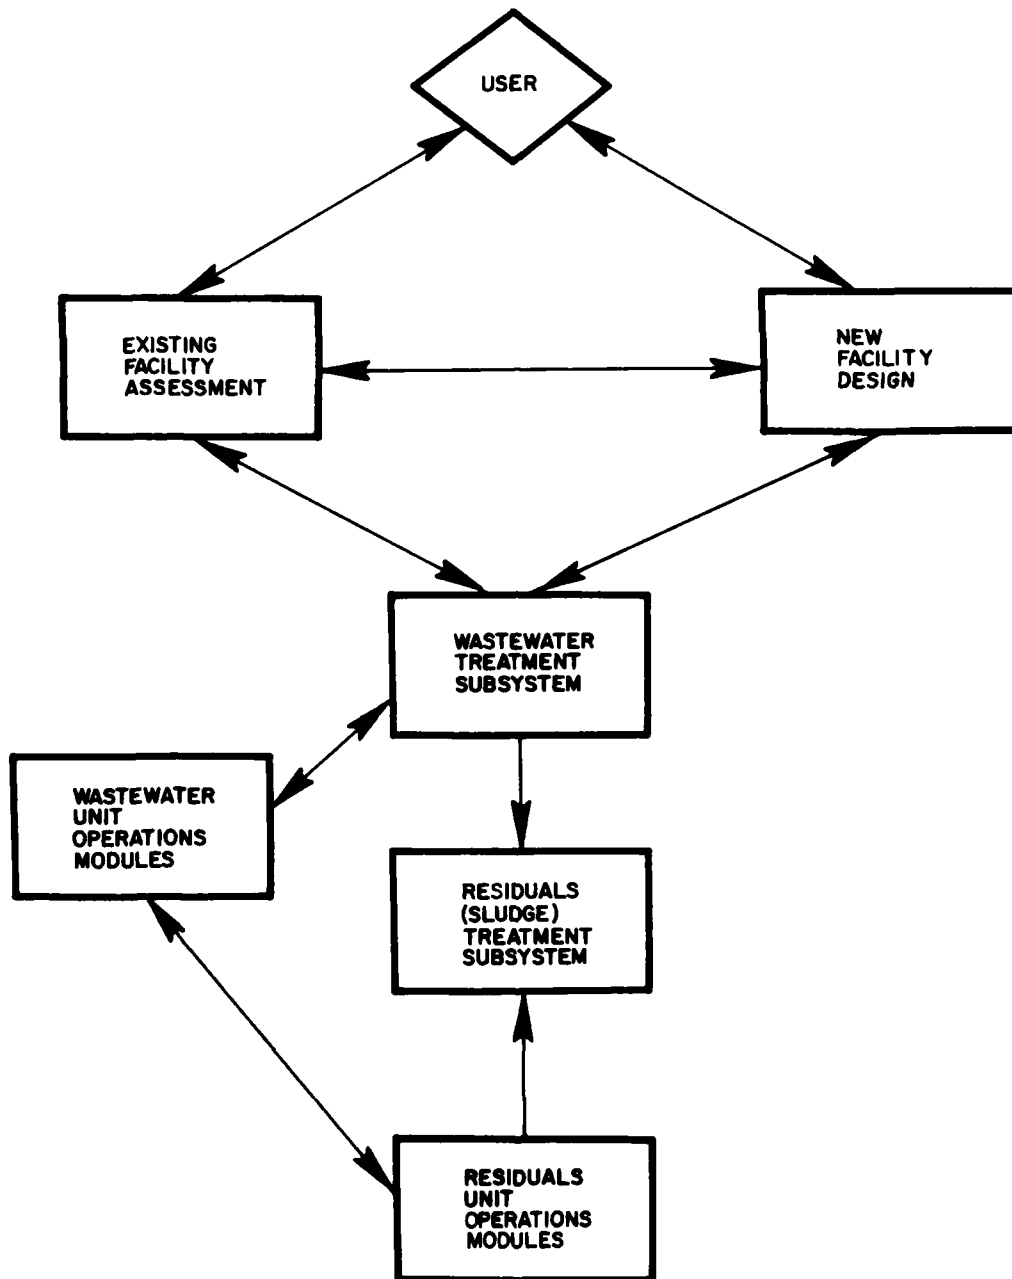 USER
EXISTING
FACILITY
ASSESSMENT
NEW
FACILITY
DESIGN
WASTEWATER
TREATMENT
SUBSYSTEM
WASTEWATER
UNIT
OPERATIONS
MODULES
RESIDUALS
(SLUDGE)
TREATMENT
SUBSYSTEM
RESIDUALS
UNIT
OPERATIONS
MODULES